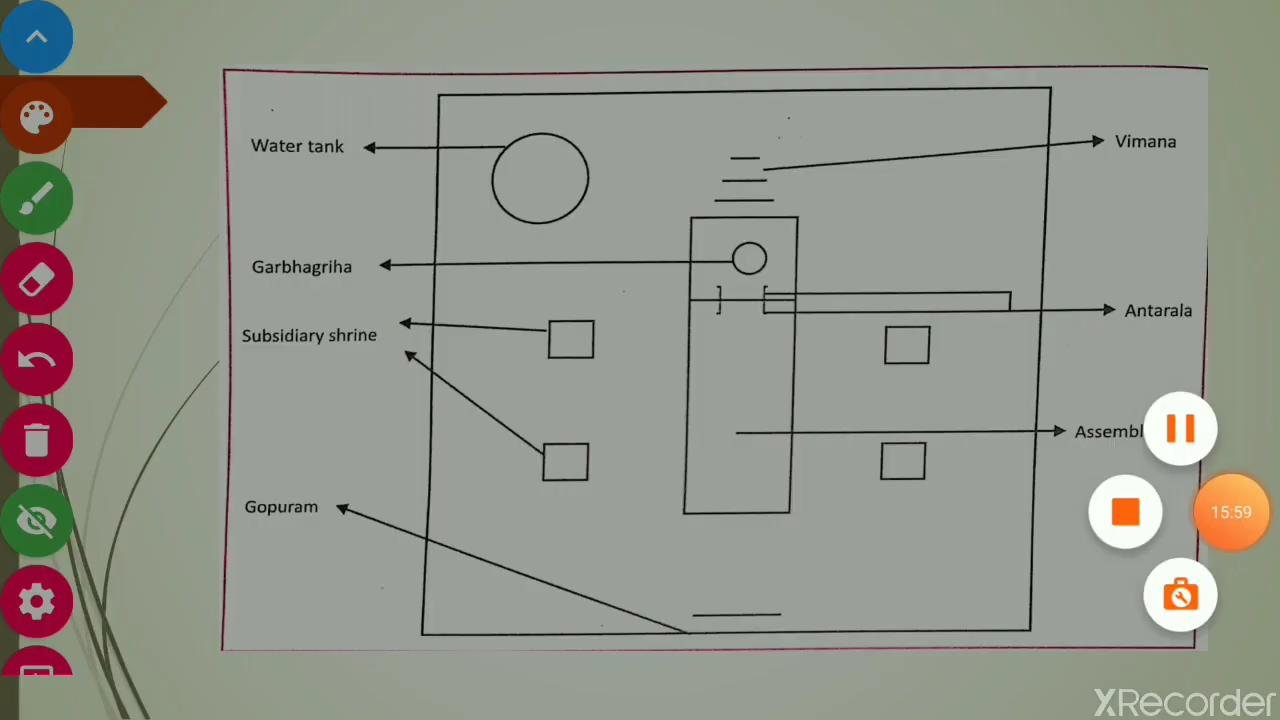 Water tank
Vimana
Garbhagriha
Antarala
Subsidiary shrine
Assembl
Gopuram
15:59
XRecorder